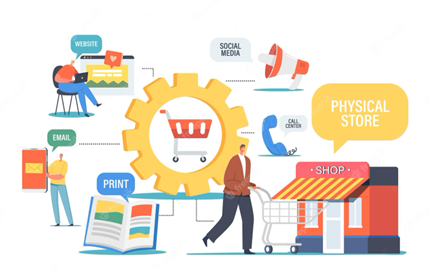 WEBSITE
SOCIAL
MEDIA
CALL
CENTER
PHYSICAL
STORE
EMAIL
PRINT
SHOP